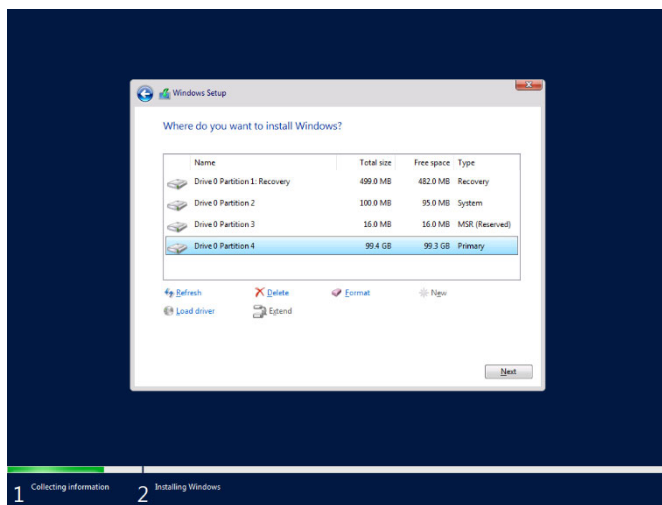 Windows Setup
Where do you want to install Windows?
Name Total size Free space Type
Drive 0 Partition 1: Recovery 499.0 MB 482.0 MB Recovery
Drive 0 Partition 2 100.0 MB 95.0 MB System
Drive 0 Partition 3 16.0 MB 16.0 MB MSR (Reserved)
Drive 0 Partition 4 99.4 GB 99.3 GB Primary
Refresh Delete Format New
Load driver Extend
Next
1 Collecting information 2 Installing Windows